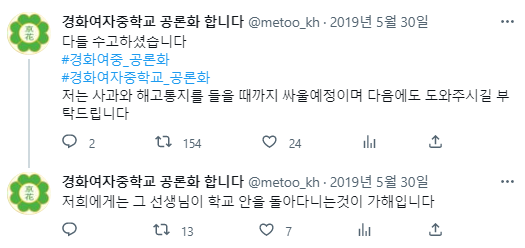 경화여자중학교 공론화 합니다 @metoo_kh · 2019년 5월 30일
다들 수고하셨습니다
#경화여중_공론화
#경화여자중학교_공론화
저는 사과와 해고통지를 들을 때까지 싸울예정이며 다음에도 도와주시길 부
탁드립니다
2 154 24
경화여자중학교 공론화 합니다 @metoo_kh · 2019년 5월 30일
저희에게는 그 선생님이 학교 안을 돌아다니는것이 가해입니다
13 7